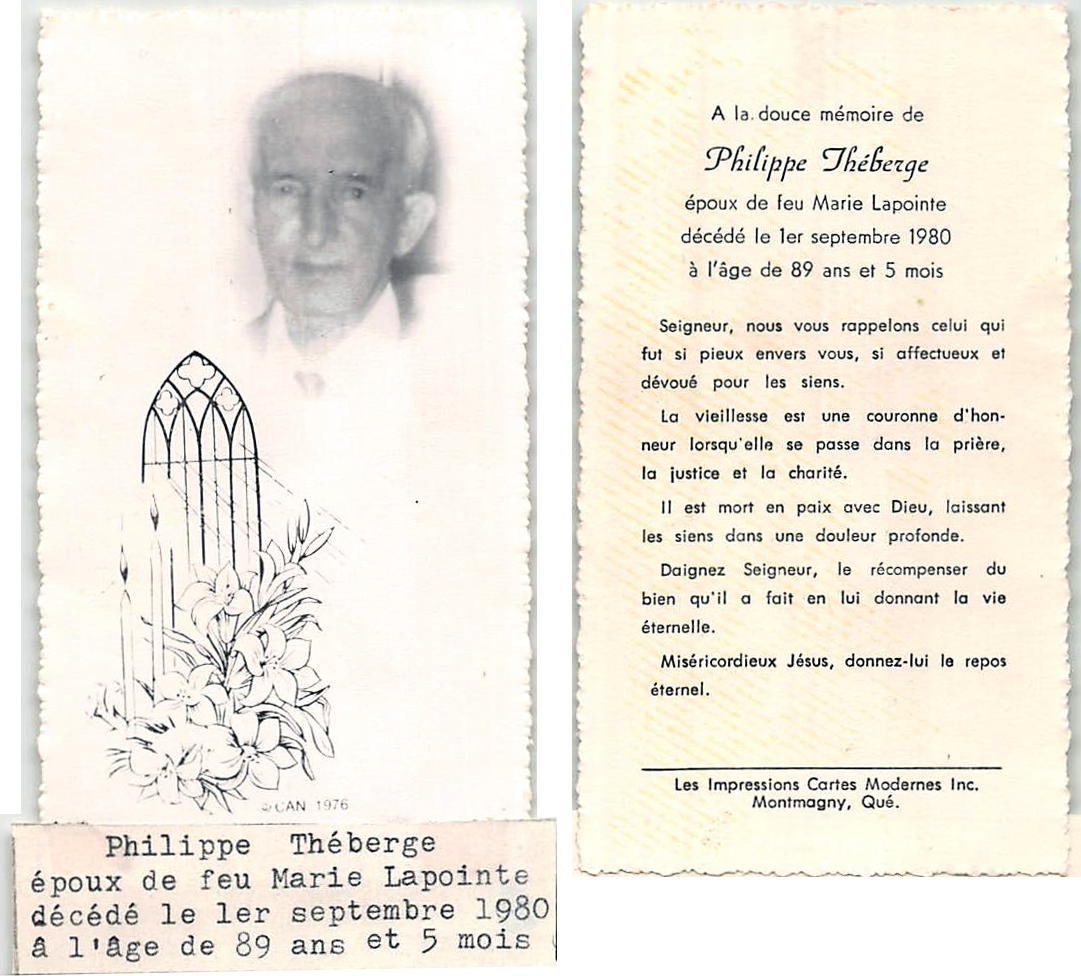 © CAN 1976
Philippe Théberge
époux de feu Marie Lapointe
décédé le 1er septembre 1980
â l'âge de 89 ans et 5 mois
A la douce mémoire de
Philippe Théberge
époux de feu Marie Lapointe
décédé le 1er septembre 1980
à l'âge de 89 ans et 5 mois
Seigneur, nous vous rappelons celui qui
fut si pieux envers vous, si affectueux et
dévoué pour les siens.
La vieillesse est une couronne d'hon-
neur lorsqu'elle se passe dans la prière,
la justice et la charité.
Il est mort en paix avec Dieu, laissant
les siens dans une douleur profonde.
Daignez Seigneur, le récompenser du
bien qu'il a fait en lui donnant la vie
éternelle.
Miséricordieux Jésus, donnez-lui le repos
éternel.
Les Impressions Cartes Modernes Inc.
Montmagny, Qué.